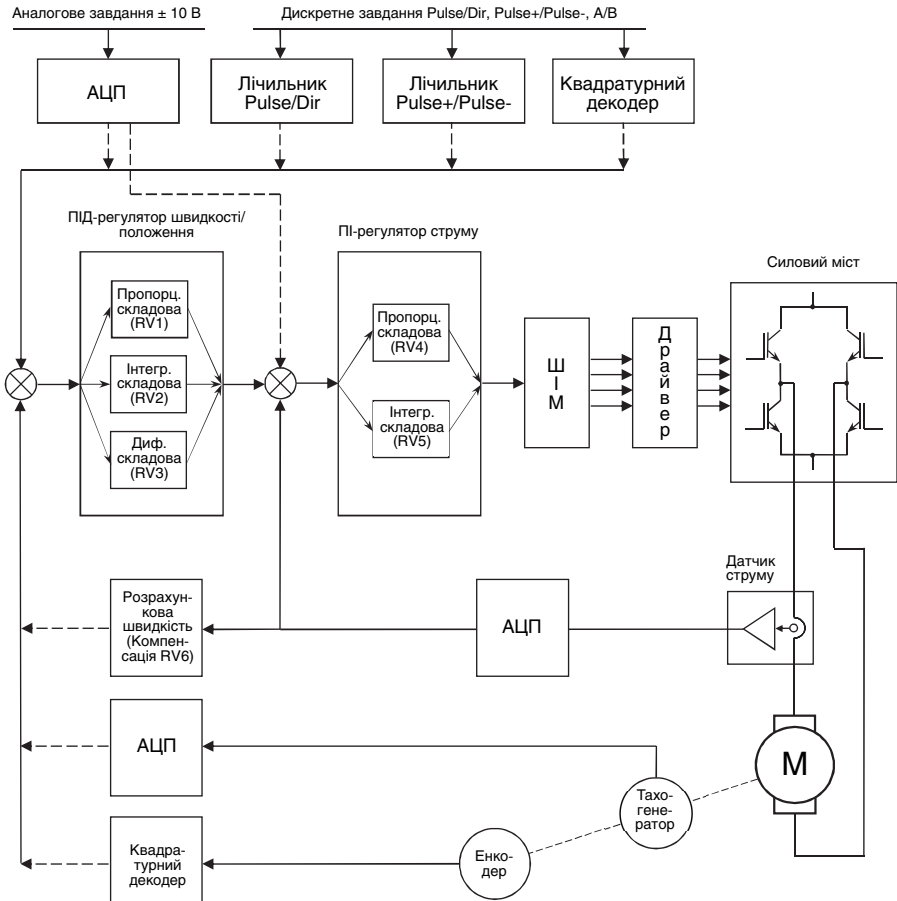 Аналогове завдання ± 10 В
Дискретне завдання Pulse/Dir, Pulse+/Pulse-, A/B
АЦП
Лічильник
Pulse/Dir
Лічильник
Pulse+/Pulse-
Квадратурний
декодер
ПІД-регулятор швидкості/
положення
ПІ-регулятор струму
Силовий міст
Пропорц.
складова
(RV1)
Інтегр.
складова
(RV2)
Диф.
складова
(RV3)
Пропорц.
складова
(RV4)
Інтегр.
складова
(RV5)
ШІМ
Драйвер
Датчик
струму
Розрахун-
кова
швидкість
(Компен-
сація RV6)
АЦП
АЦП
М
Тахо-
гене-
ратор
Квадра-
турний
декодер
Енко-
дер